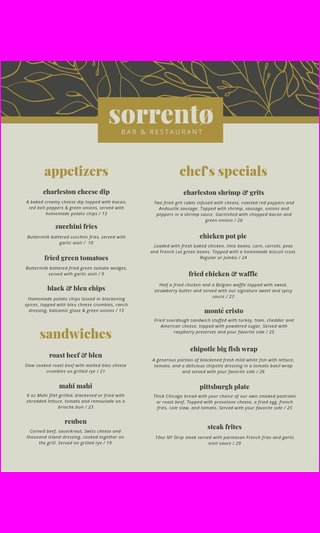 sorrentø
BAR & RESTAURANT
appetizers
charleston cheese dip
A baked creamy cheese dip topped with bacon,
red bell peppers & green onions, served with
homemade potato chips / 13
zucchini fries
Buttermilk battered zucchini fries, served with
garlic aioli / 10
fried green tomatoes
Buttermilk battered fried green tomato wedges,
served with garlic aioli / 9
black & bleu chips
Homemade potato chips tossed in blackening
spices, topped with bleu cheese crumbles, ranch
dressing, balsamic glaze & green onions / 13
sandwiches
roast beef & bleu
Slow cooked roast beef with melted bleu cheese
crumbles on grilled rye / 21
mahi mahi
6 oz Mahi filet grilled, blackened or fried with
shredded lettuce, tomato and remoulade on a
brioche bun / 23
reuben
Corned beef, sauerkraut, Swiss cheese and
thousand island dressing, cooked together on
the grill. Served on grilled rye / 19
chef's specials
charleston shrimp & grits
Two fried grit cakes infused with cheese, roasted red peppers and
Andouille sausage. Topped with shrimp, sausage, onions and
peppers in a shrimp sauce. Garnished with chopped bacon and
green onions / 26
chicken pot pie
Loaded with fresh baked chicken, lima beans, corn, carrots, peas
and French cut green beans. Topped with a homemade biscuit crust.
Regular or Jumbo / 24
fried chicken & waffle
Half a fried chicken and a Belgian waffle topped with sweet,
strawberry butter and served with our signature sweet and spicy
sauce / 23
monté cristo
Fried sourdough sandwich stuffed with turkey, ham, cheddar and
American cheese, topped with powdered sugar. Served with
raspberry preserves and your favorite side / 25
chipotle big fish wrap
A generous portion of blackened fresh mild white fish with lettuce,
tomato, and a delicious chipotle dressing in a tomato basil wrap
and served with your favorite side / 26
pittsburgh plate
Thick Chicago bread with your choice of our own smoked pastrami
or roast beef. Topped with provolone cheese, a fried egg, french
fries, cole slaw, and tomato. Served with your favorite side / 25
steak frites
10oz NY Strip steak served with parmesan French fries and garlic
aioli sauce / 29